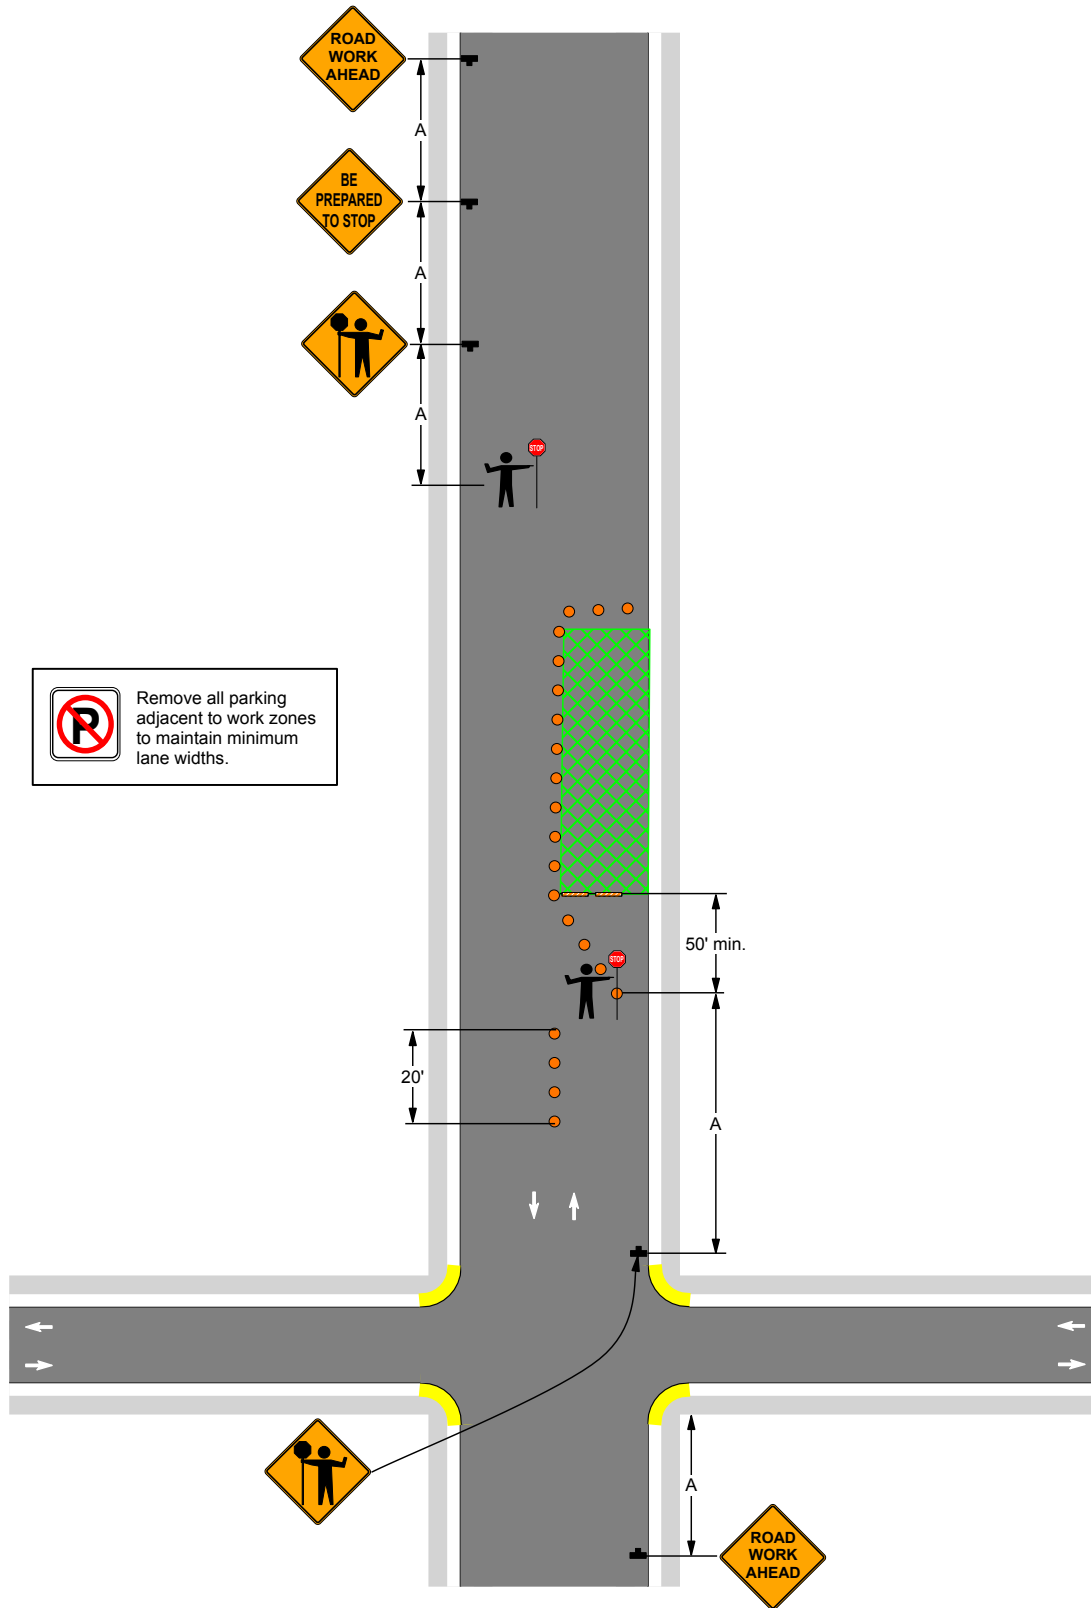 ROAD
WORK
AHEAD
A
BE
PREPARED
TO STOP
A
A
STOP
P
Remove all parking
adjacent to work zones
to maintain minimum
lane widths.
50' min.
STOP
20'
A
A
ROAD
WORK
AHEAD